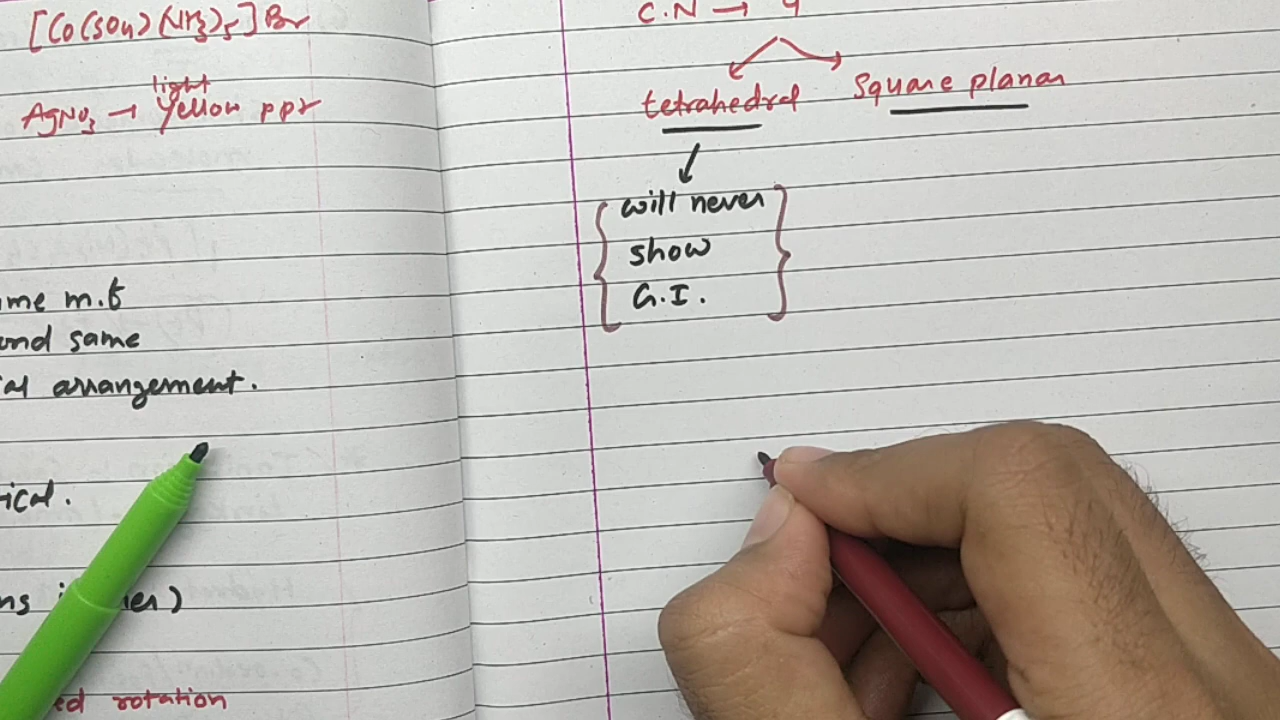 [Co(SO4)(NH3)5]Br
light
AgNO3 → Yellow ppt
me m.f
and same
al arrangement.
ical.
ns i mer)
ed rotation
C.N → 4
tetrahedral
Square planar
will never
show
G.I.